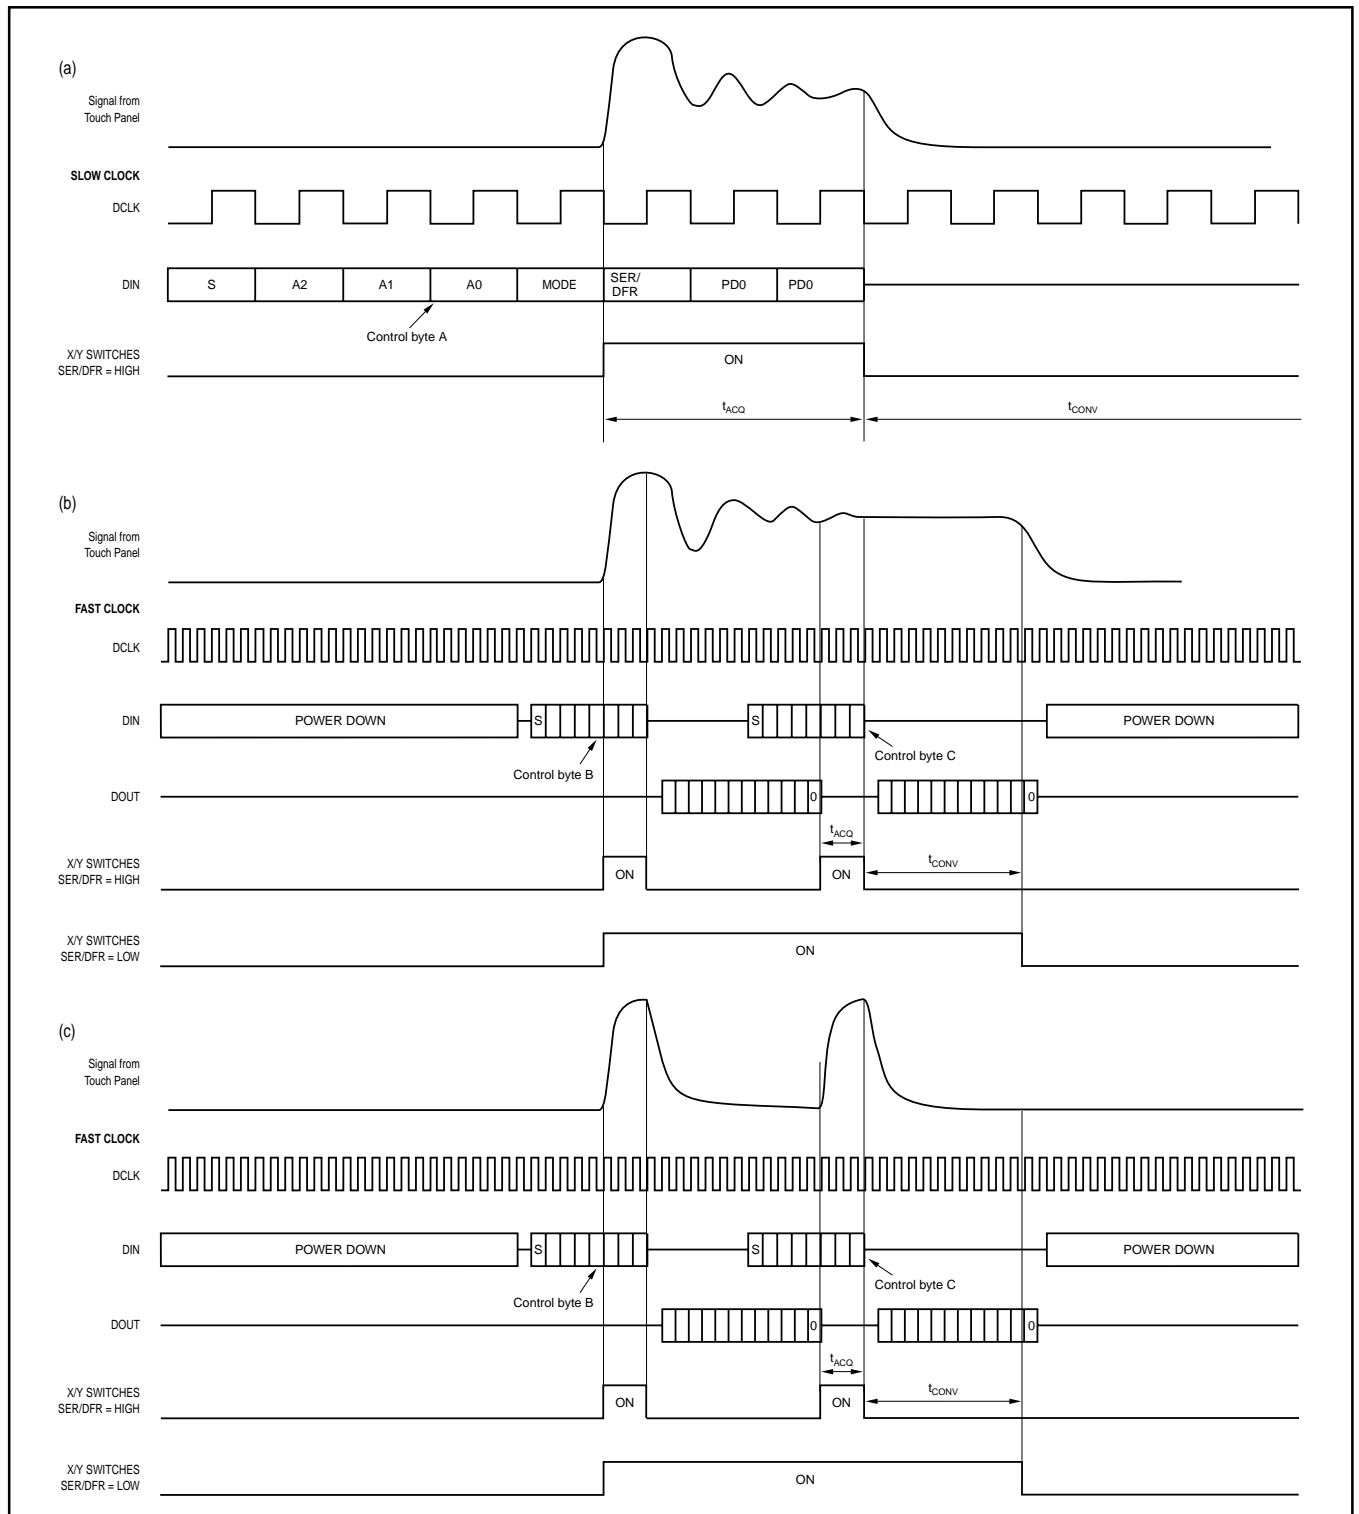 (a)
Signal from
Touch Panel
SLOW CLOCK
DCLK
DIN S A2 A1 A0 MODE SER/ DFR PD0 PD0
Control byte A
X/Y SWITCHES
SER/DFR = HIGH
ON
tACQ tCONV
(b)
Signal from
Touch Panel
FAST CLOCK
DCLK
DIN POWER DOWN S S POWER DOWN
Control byte B
Control byte C
DOUT 0 0
tACQ
X/Y SWITCHES
SER/DFR = HIGH
ON ON tCONV
X/Y SWITCHES
SER/DFR = LOW
ON
(c)
Signal from
Touch Panel
FAST CLOCK
DCLK
DIN POWER DOWN S S POWER DOWN
Control byte B
Control byte C
DOUT 0 0
tACQ
X/Y SWITCHES
SER/DFR = HIGH
ON ON tCONV
X/Y SWITCHES
SER/DFR = LOW
ON